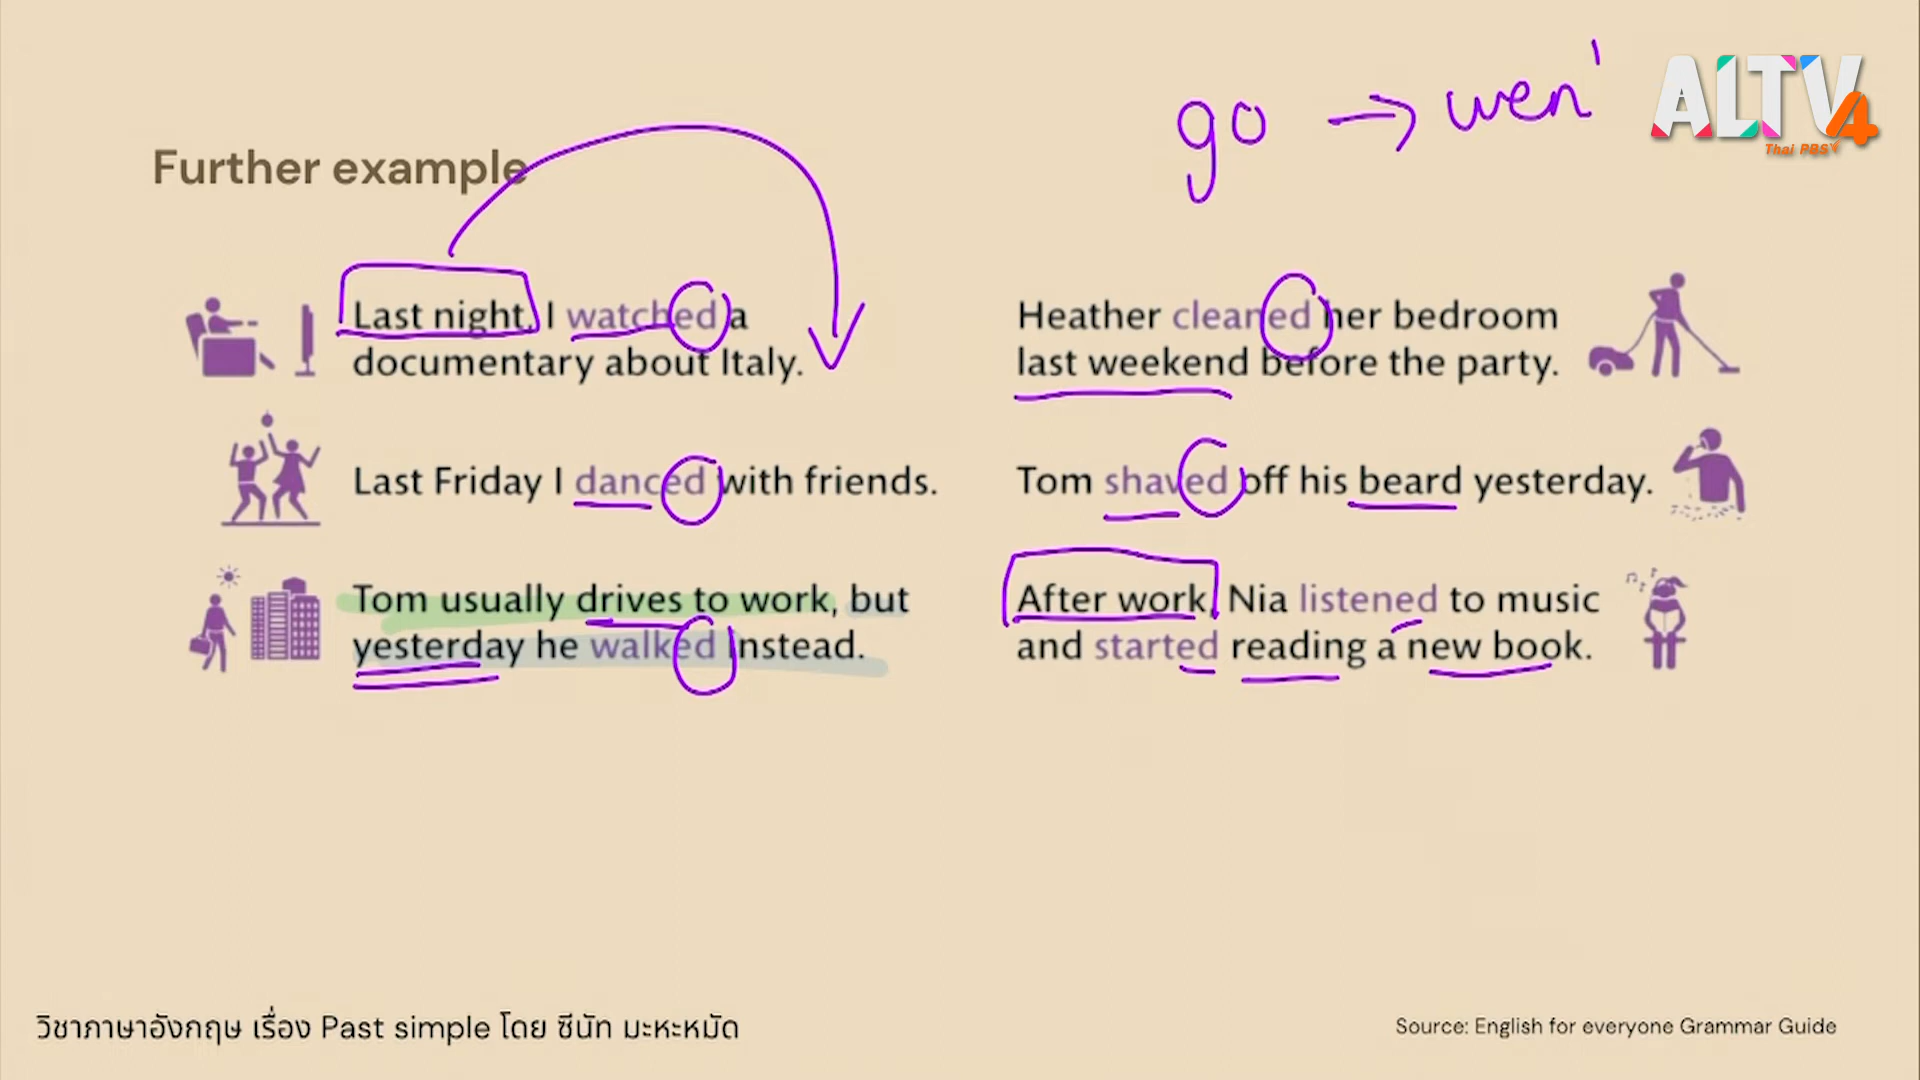 go → wen'
ALTV4
Thai PBS
Further example
Last night, I watched a
documentary about Italy.
Last Friday I danced with friends.
Tom usually drives to work, but
yesterday he walked instead.
Heather cleaned her bedroom
last weekend before the party.
Tom shaved off his beard yesterday.
After work, Nia listened to music
and started reading a new book.
วิชาภาษาอังกฤษ เรื่อง Past simple โดย ซีนัท มะหะหมัด
Source: English for everyone Grammar Guide